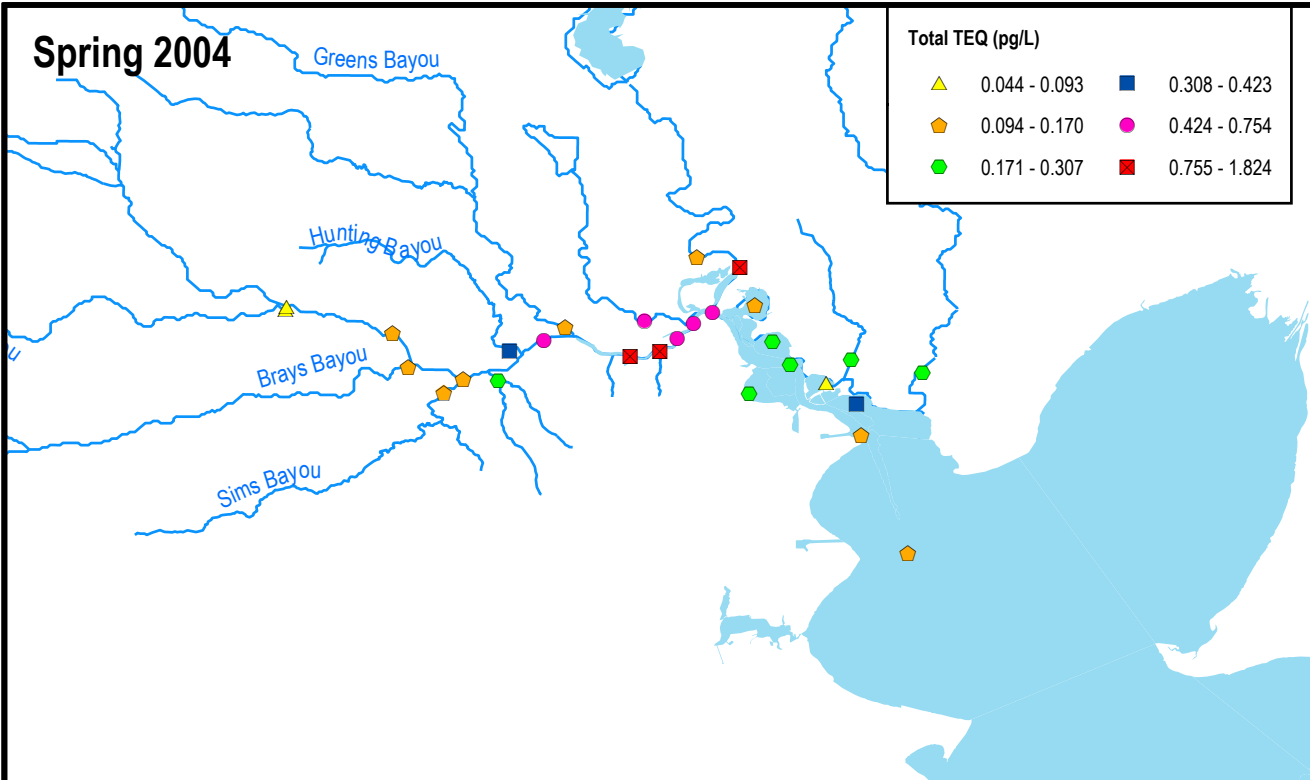 Spring 2004
Greens Bayou
Total TEQ (pg/L)
0.044 - 0.093
0.308 - 0.423
0.094 - 0.170
0.424 - 0.754
0.171 - 0.307
0.755 - 1.824
Hunting Bayou
ou
Brays Bayou
Sims Bayou